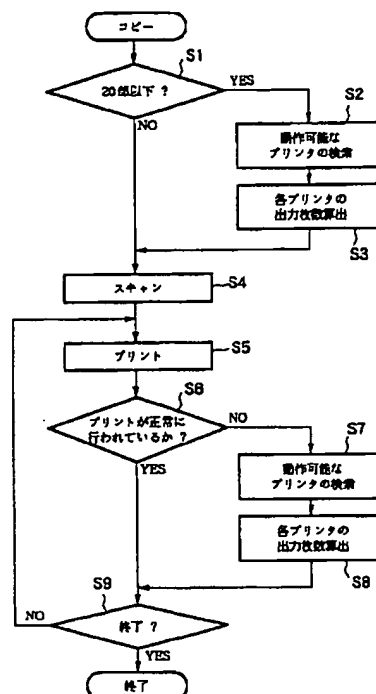 コピー
S1
20部以下 ?
YES
NO
S2
動作可能な
プリンタの検索
各プリンタの
出力枚数算出
S3
スキャン
S4
プリント
S5
S6
プリントが正常に
行われているか ?
NO
YES
S7
動作可能な
プリンタの検索
各プリンタの
出力枚数算出
S8
S9
終了 ?
NO
YES
終了